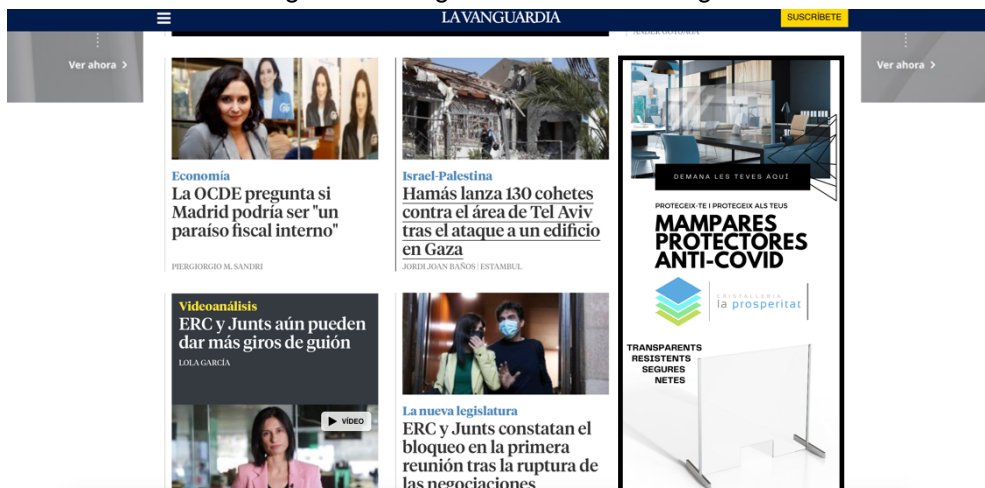 LA VANGUARDIA
SUSCRÍBETE
Ver ahora >
Ver ahora >
Economía
La OCDE pregunta si
Madrid podría ser "un
paraíso fiscal interno"
PIERGIORGIO M. SANDRI
Israel-Palestina
Hamás lanza 130 cohetes
contra el área de Tel Aviv
tras el ataque a un edificio
en Gaza
JORDI JOAN BAÑOS | ESTAMBUL
Videoanálisis
ERC y Junts aún pueden
dar más giros de guión
LOLA GARCÍA
VÍDEO
La nueva legislatura
ERC y Junts constatan el
bloqueo en la primera
reunión tras la ruptura de
las negociaciones
DEMANA LES TEVES AQUÍ
PROTEGEIX-TE I PROTEGEIX ALS TEUS
MAMPARES
PROTECTORES
ANTI-COVID
CRISTALLERIA
la prosperitat
TRANSPARENTS
RESISTENTS
SEGURES
NETES